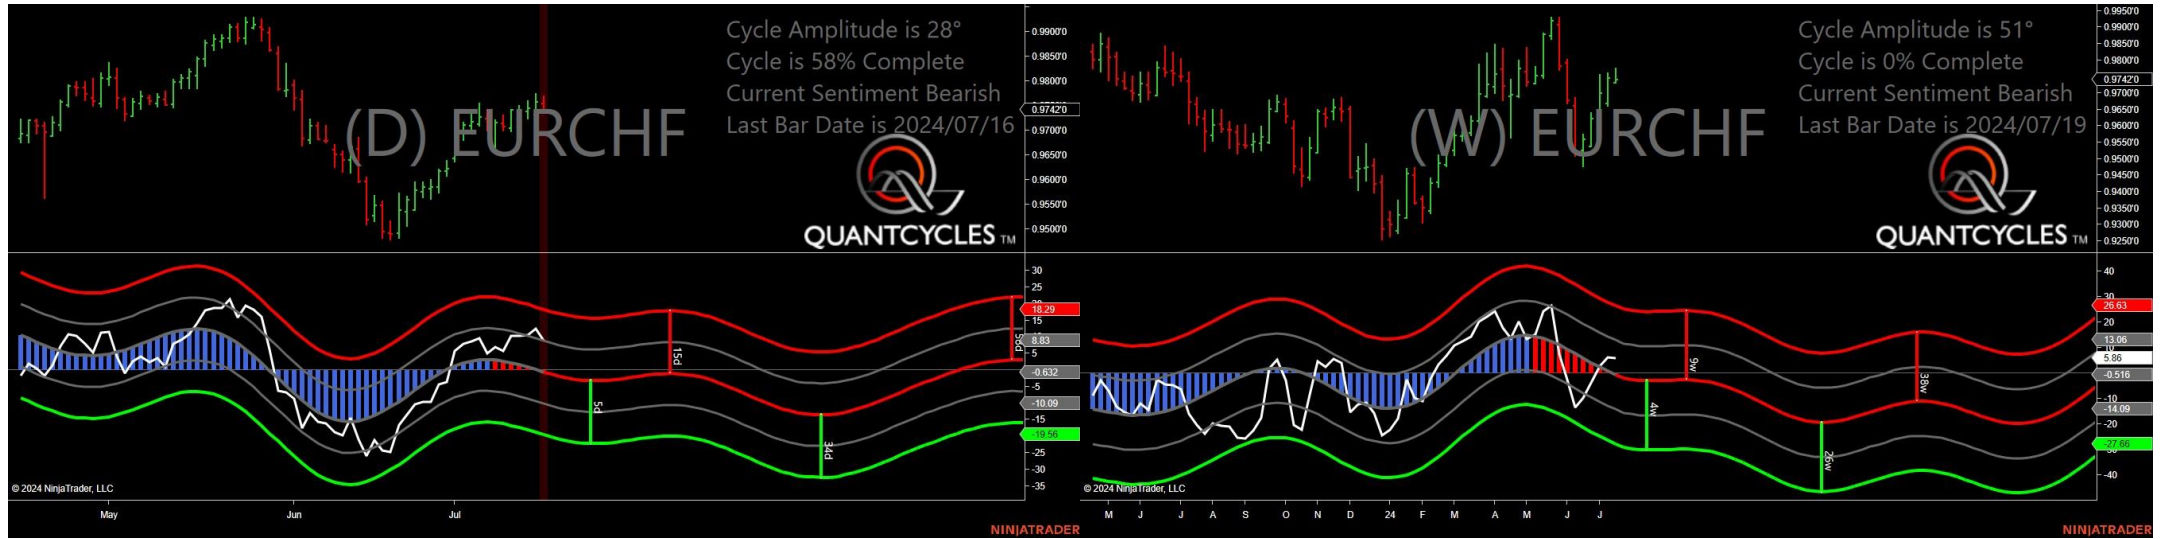 Cycle Amplitude is 28°
Cycle is 58% Complete
Current Sentiment Bearish
Last Bar Date is 2024/07/16
(D) EURCHF
QUANTCYCLES TM
0.9900'0
0.9850'0
0.9800'0
0.9742'0
0.9700'0
0.9650'0
0.9600'0
0.9550'0
0.9500'0
30
25
18.29
15
8.83
5
-0.632
-5
-10.09
-15
-19.56
-25
-30
-35
5d
15d
34d
© 2024 NinjaTrader, LLC
May Jun Jul
NINJATRADER
Cycle Amplitude is 51°
Cycle is 0% Complete
Current Sentiment Bearish
Last Bar Date is 2024/07/19
(W) EURCHF
QUANTCYCLES TM
0.9950'0
0.9900'0
0.9850'0
0.9800'0
0.9742'0
0.9700'0
0.9650'0
0.9600'0
0.9550'0
0.9500'0
0.9450'0
0.9400'0
0.9350'0
0.9300'0
0.9250'0
40
26.63
20
13.06
5.86
-0.516
-10
-14.09
-20
-27.66
-40
4w
9w
26w
38w
© 2024 NinjaTrader, LLC
M J J A S O N D 24 F M A M J J
NINJATRADER